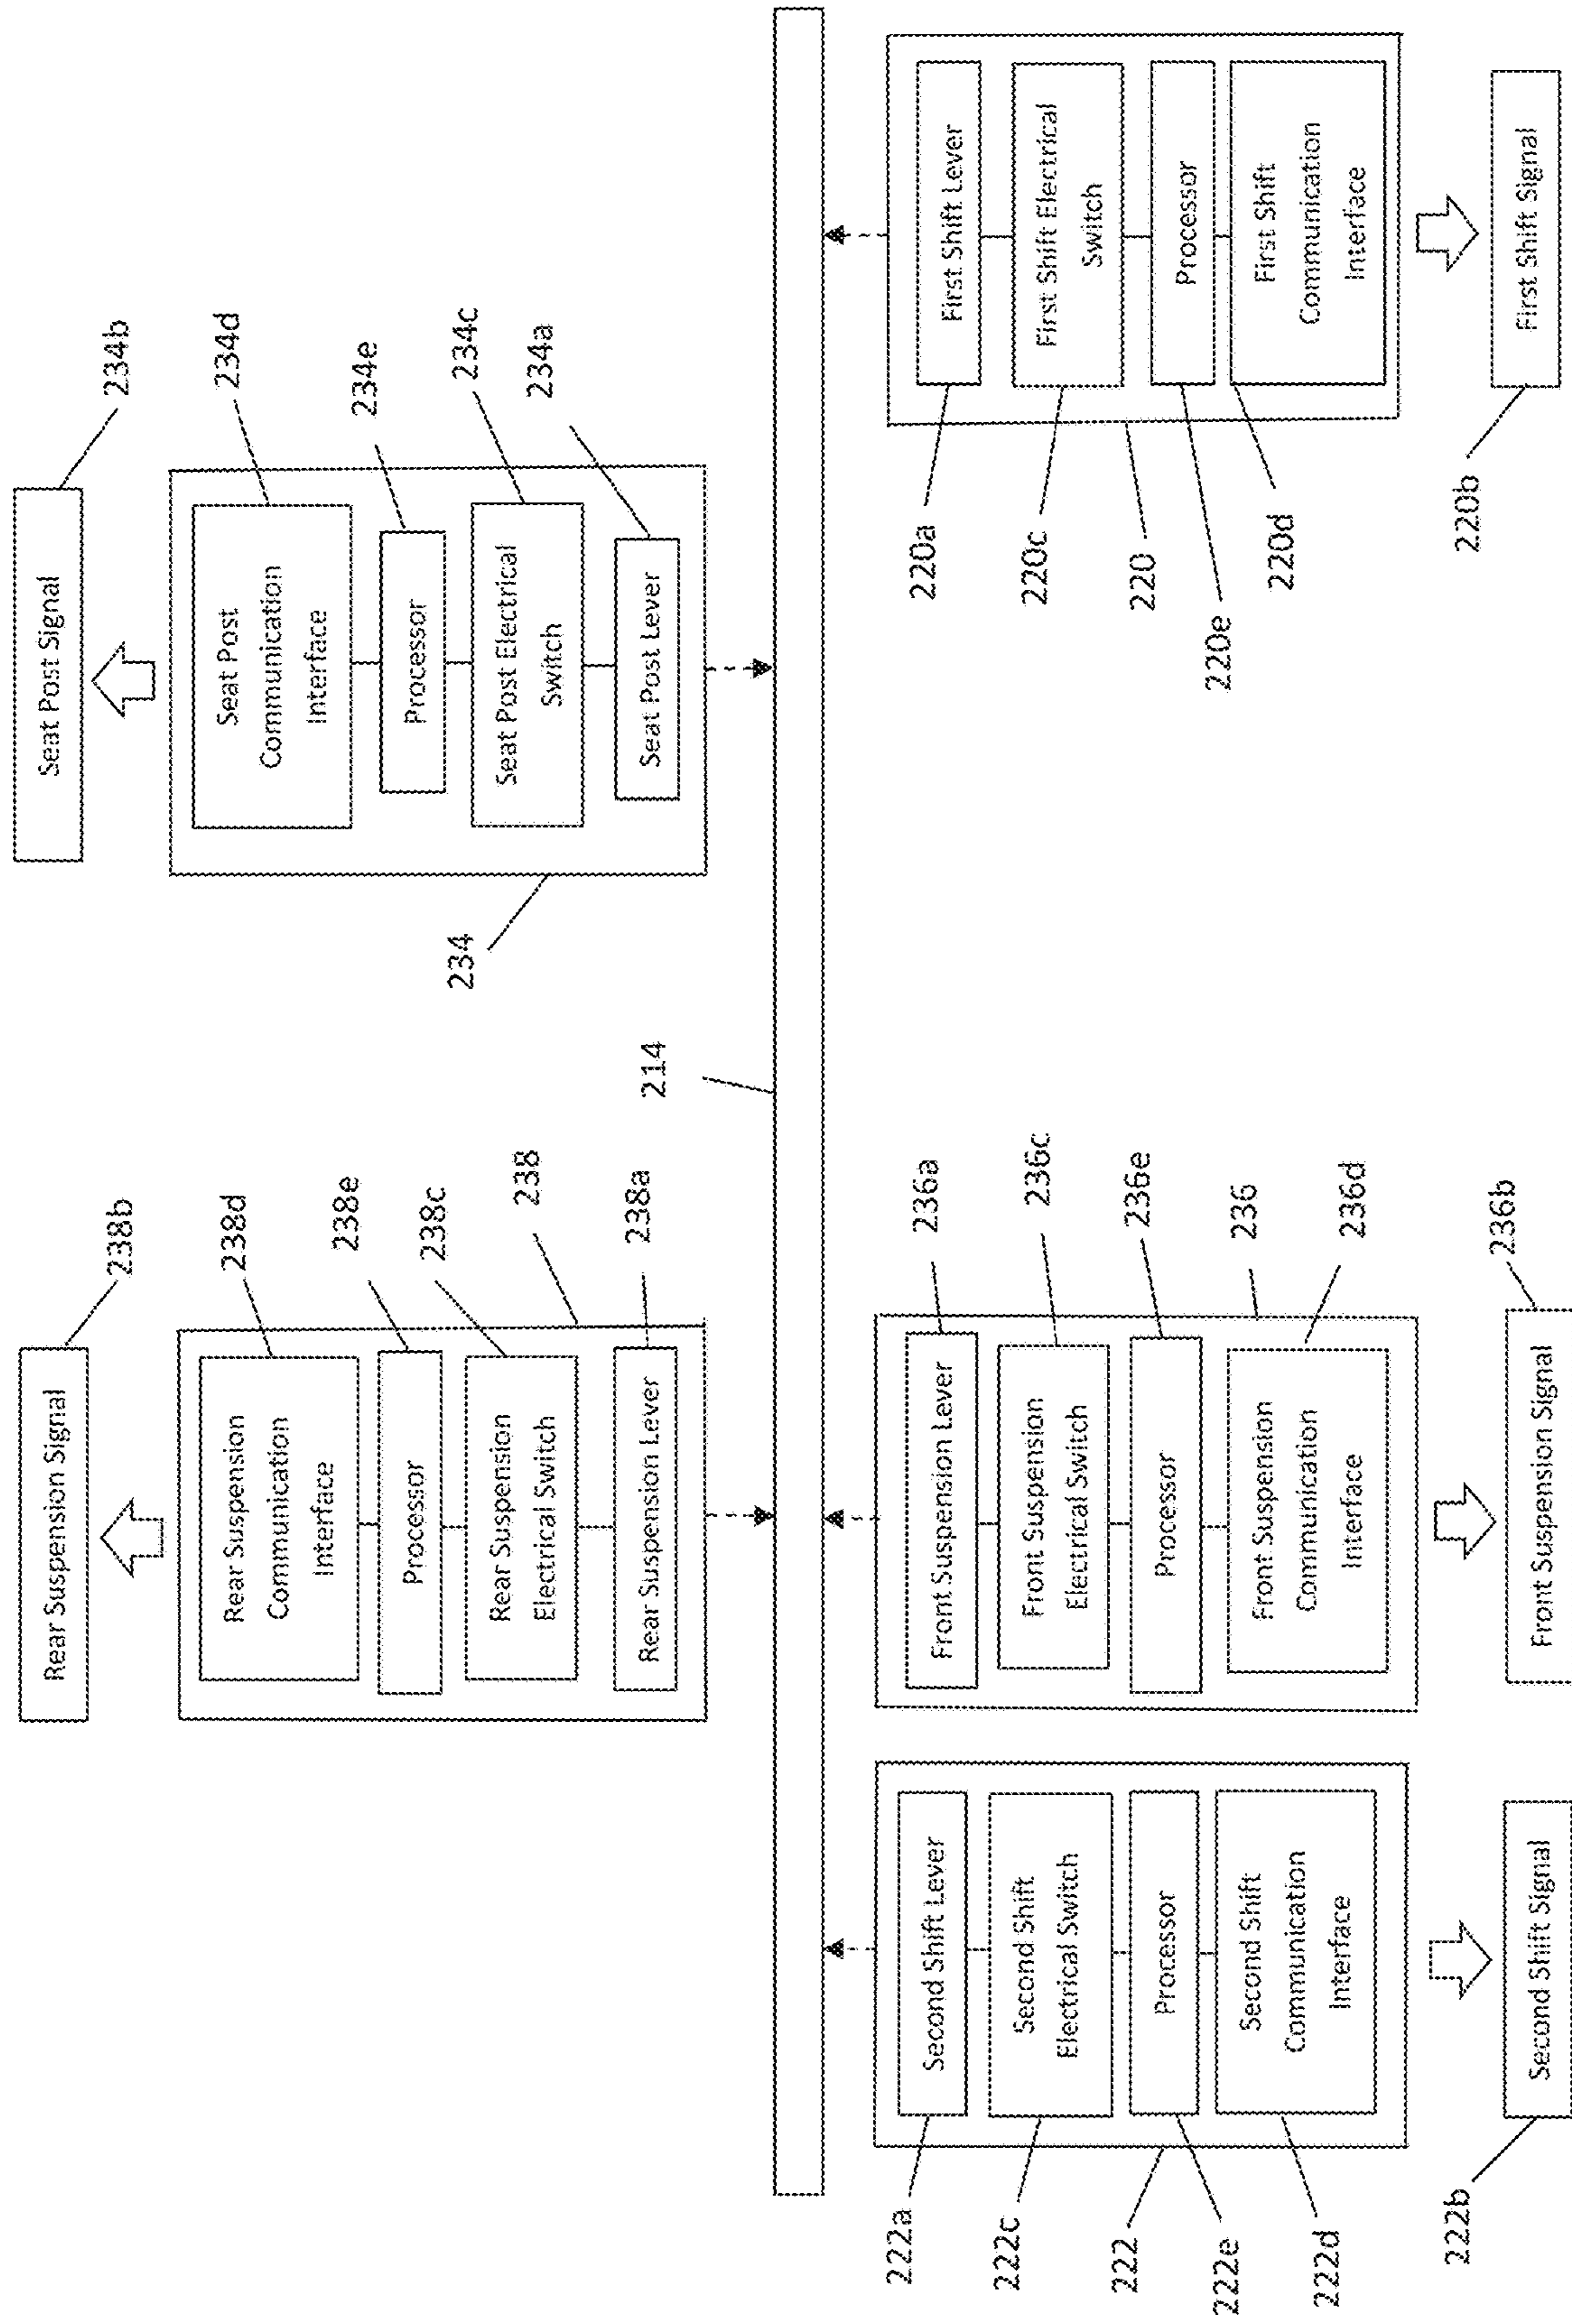 Rear Suspension Signal
238b
Rear Suspension
Communication
Interface
238d
Processor
238e
Rear Suspension
Electrical Switch
238c
238
Rear Suspension Lever
238a
Seat Post Signal
234b
Seat Post
Communication
Interface
234d
Processor
234e
Seat Post Electrical
Switch
234c
Seat Post Lever
234a
234
214
Second Shift Lever
222a
Second Shift
Electrical Switch
222c
222
Processor
222e
Second Shift
Communication
Interface
222d
Second Shift Signal
222b
Front Suspension Lever
236a
Front Suspension
Electrical Switch
236c
Processor
236e
236
Front Suspension
Communication
Interface
236d
Front Suspension Signal
236b
First Shift Lever
220a
First Shift Electrical
Switch
220c
220
Processor
220e
First Shift
Communication
Interface
220d
First Shift Signal
220b